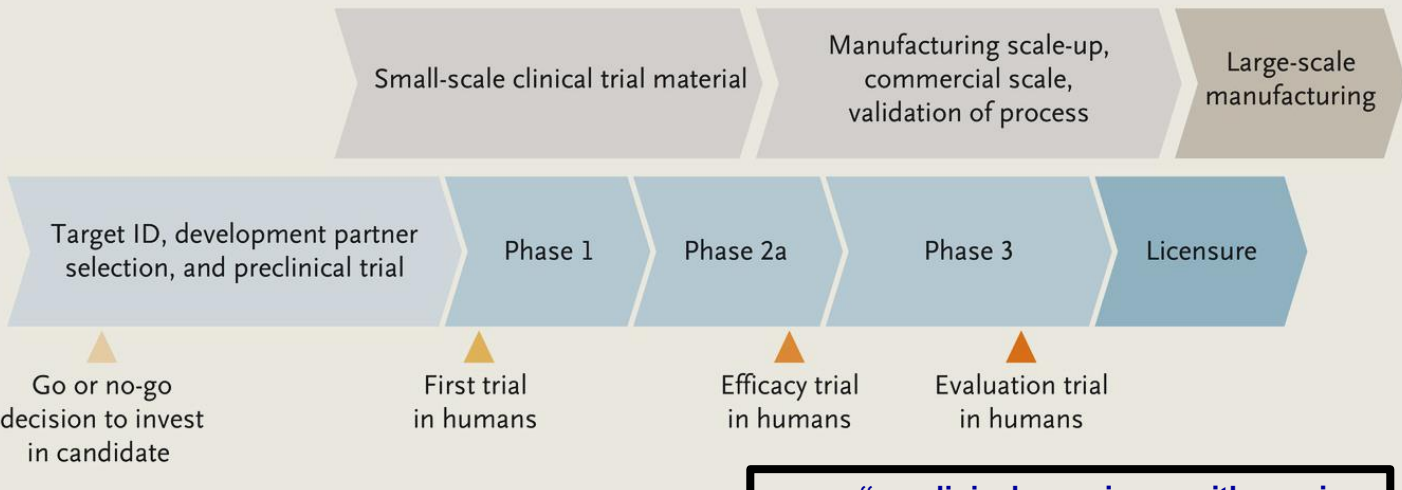 Small-scale clinical trial material
Manufacturing scale-up,
commercial scale,
validation of process
Large-scale
manufacturing
Target ID, development partner
selection, and preclinical trial
Phase 1
Phase 2a
Phase 3
Licensure
Go or no-go
decision to invest
in candidate
First trial
in humans
Efficacy trial
in humans
Evaluation trial
in humans